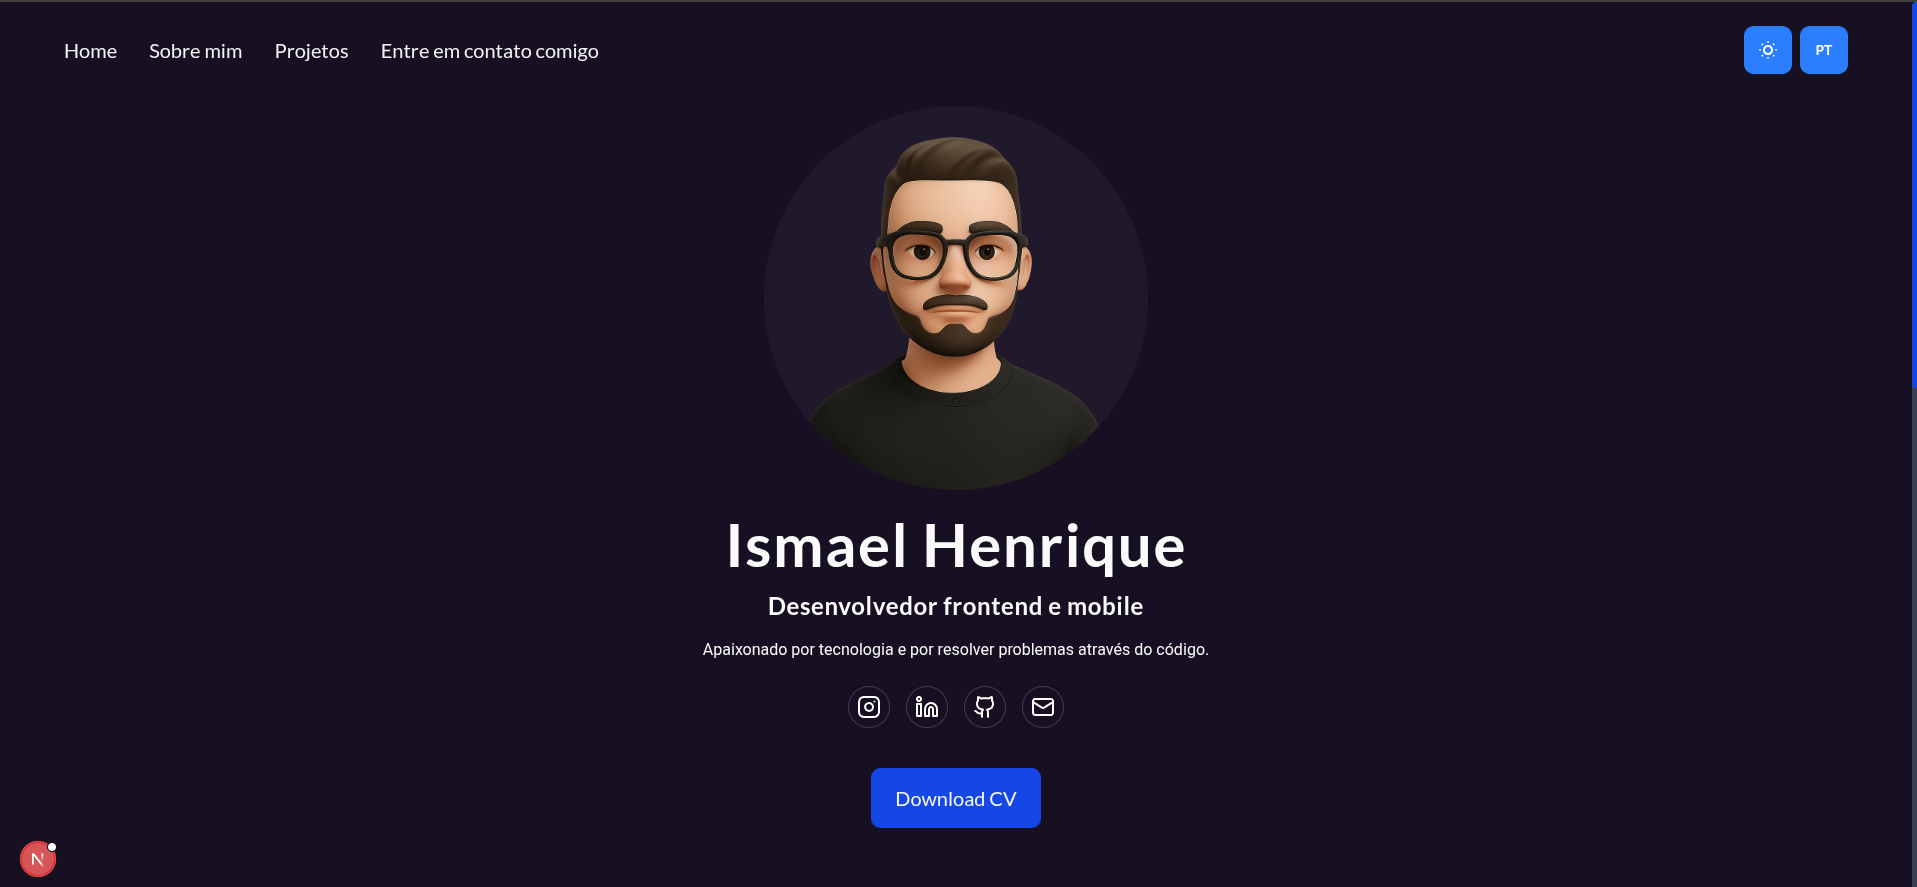 Home Sobre mim Projetos Entre em contato comigo PT
Ismael Henrique
Desenvolvedor frontend e mobile
Apaixonado por tecnologia e por resolver problemas através do código.
in
Download CV
N